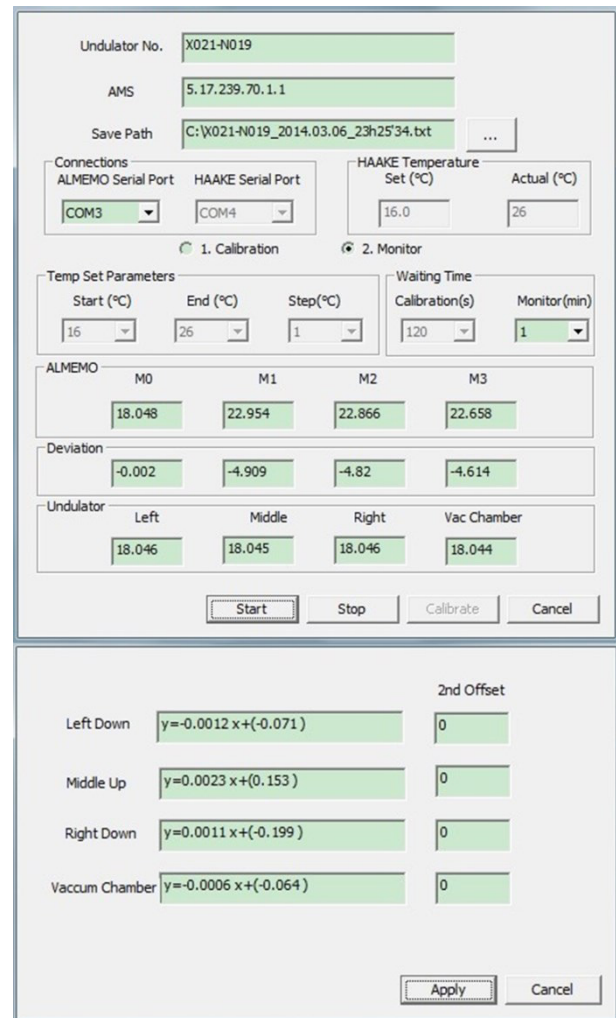 Undulator No. X021-N019
AMS 5.17.239.70.1.1
Save Path C:\X021-N019_2014.03.06_23h25'34.txt ...
Connections HAAKE Temperature
ALMEMO Serial Port HAAKE Serial Port Set (°C) Actual (°C)
COM3 COM4 16.0 26
1. Calibration 2. Monitor
Temp Set Parameters Waiting Time
Start (°C) End (°C) Step(°C) Calibration(s) Monitor(min)
16 26 1 120 1
ALMEMO
M0 M1 M2 M3
18.048 22.954 22.866 22.658
Deviation
-0.002 -4.909 -4.82 -4.614
Undulator
Left Middle Right Vac Chamber
18.046 18.045 18.046 18.044
Start Stop Calibrate Cancel
2nd Offset
Left Down y=-0.0012 x+(-0.071 ) 0
Middle Up y=0.0023 x+(0.153 ) 0
Right Down y=0.0011 x+(-0.199 ) 0
Vaccum Chamber y=-0.0006 x+(-0.064 ) 0
Apply Cancel